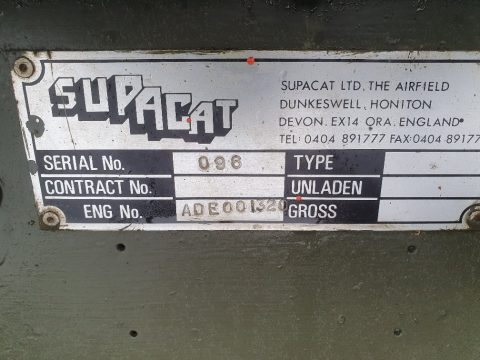 SUPACAT
SUPACAT LTD. THE AIRFIELD
DUNKESWELL, HONITON
DEVON. EX14 ORA. ENGLAND
TEL: 0404 891777 FAX:0404 89177
SERIAL No. 096 TYPE
CONTRACT No. UNLADEN
ENG No. ADE001320 GROSS